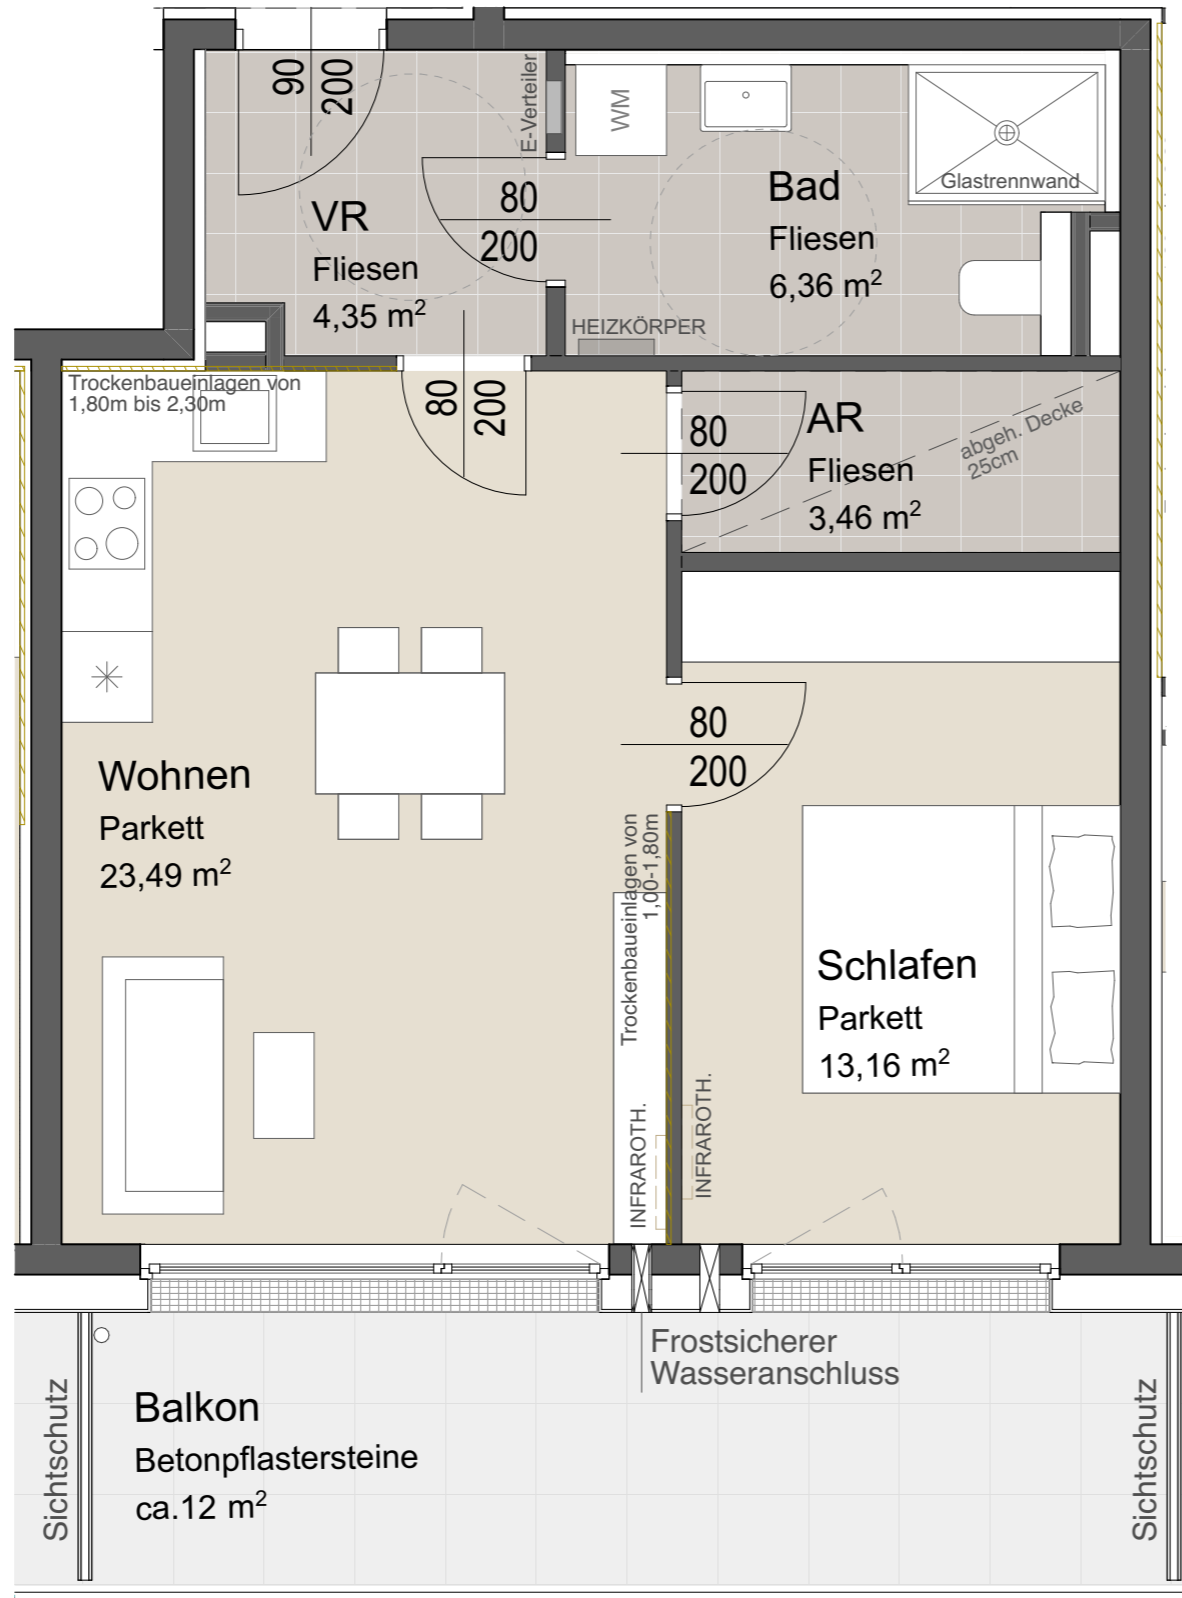 90
200
E-Verteiler
WM
Glastrennwand
VR
Fliesen
4,35 m²
80
200
Bad
Fliesen
6,36 m²
HEIZKÖRPER
Trockenbaueinlagen von
1,80m bis 2,30m
80
200
80
200
AR
Fliesen
3,46 m²
abgeh. Decke
25cm
80
200
Wohnen
Parkett
23,49 m²
Trockenbaueinlagen von
1,00-1,80m
Schlafen
Parkett
13,16 m²
INFRAROTH.
INFRAROTH.
Frostsicherer
Wasseranschluss
Sichtschutz
Balkon
Betonpflastersteine
ca.12 m²
Sichtschutz